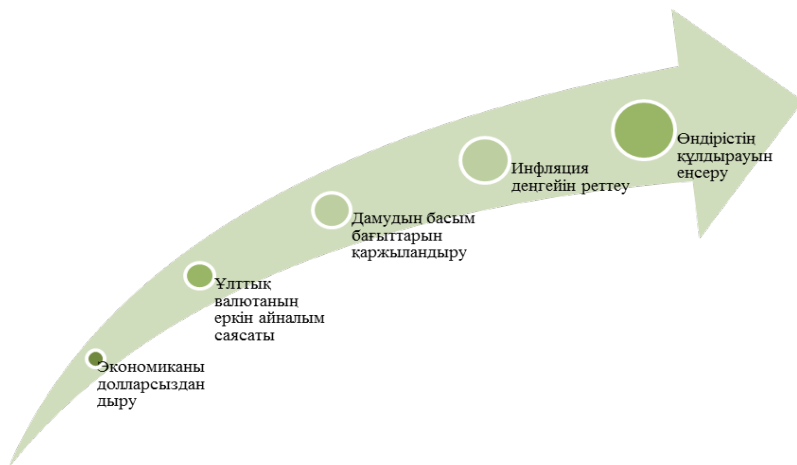 Экономиканы
долларсыздан
дыру
Ұлттық
валютаның
еркін айналым
саясаты
Дамудың басым
бағыттарын
қаржыландыру
Инфляция
деңгейін реттеу
Өндірістің
құлдырауын
еңсеру